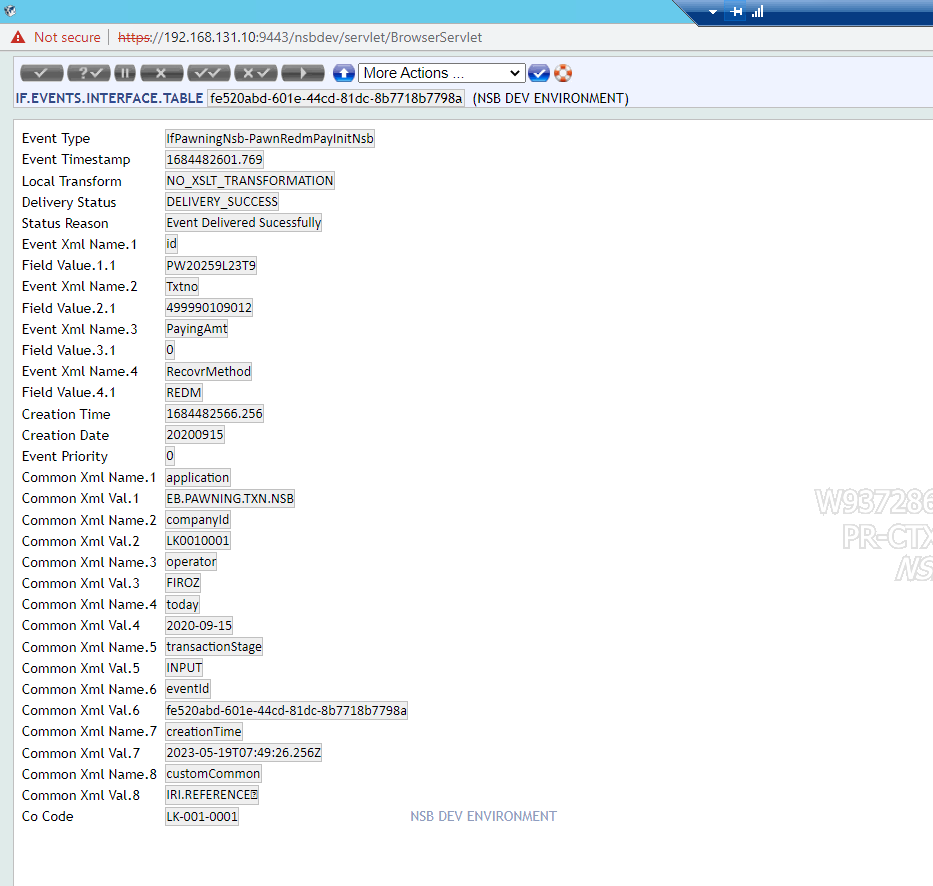 Not secure https://192.168.131.10:9443/nsbdev/servlet/BrowserServlet
More Actions ...
IF.EVENTS.INTERFACE.TABLE fe520abd-601e-44cd-81dc-8b7718b7798a (NSB DEV ENVIRONMENT)
Event Type IfPawningNsb-PawnRedmPayInitNsb
Event Timestamp 1684482601.769
Local Transform NO_XSLT_TRANSFORMATION
Delivery Status DELIVERY_SUCCESS
Status Reason Event Delivered Sucessfully
Event Xml Name.1 id
Field Value.1.1 PW20259L23T9
Event Xml Name.2 Txtno
Field Value.2.1 499990109012
Event Xml Name.3 PayingAmt
Field Value.3.1 0
Event Xml Name.4 RecovrMethod
Field Value.4.1 REDM
Creation Time 1684482566.256
Creation Date 20200915
Event Priority 0
Common Xml Name.1 application
Common Xml Val.1 EB.PAWNING.TXN.NSB
Common Xml Name.2 companyId
Common Xml Val.2 LK0010001
Common Xml Name.3 operator
Common Xml Val.3 FIROZ
Common Xml Name.4 today
Common Xml Val.4 2020-09-15
Common Xml Name.5 transactionStage
Common Xml Val.5 INPUT
Common Xml Name.6 eventId
Common Xml Val.6 fe520abd-601e-44cd-81dc-8b7718b7798a
Common Xml Name.7 creationTime
Common Xml Val.7 2023-05-19T07:49:26.256Z
Common Xml Name.8 customCommon
Common Xml Val.8 IRI.REFERENCE
Co Code LK-001-0001 NSB DEV ENVIRONMENT
W937286
PR-CTX
NS